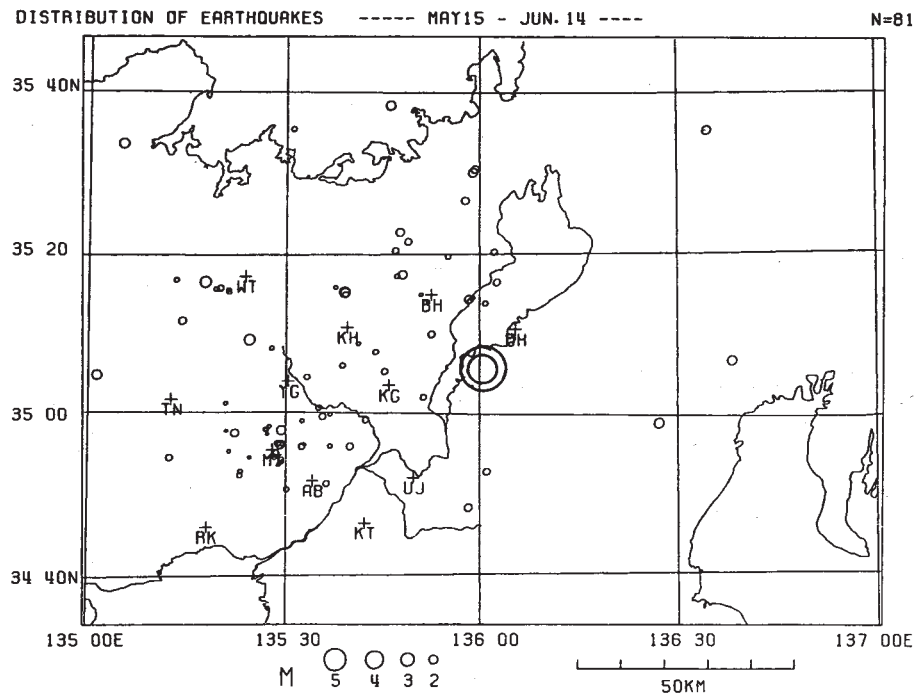 DISTRIBUTION OF EARTHQUAKES ----- MAY15 - JUN.14 ---- N=81
35 40N
35 20
WT
BH
KH
OH
YG
KG
TN
35 00
MY
AB
UJ
RK
KT
34 40N
135 00E 135 30 136 00 136 30 137 00E
M 5 4 3 2
50KM